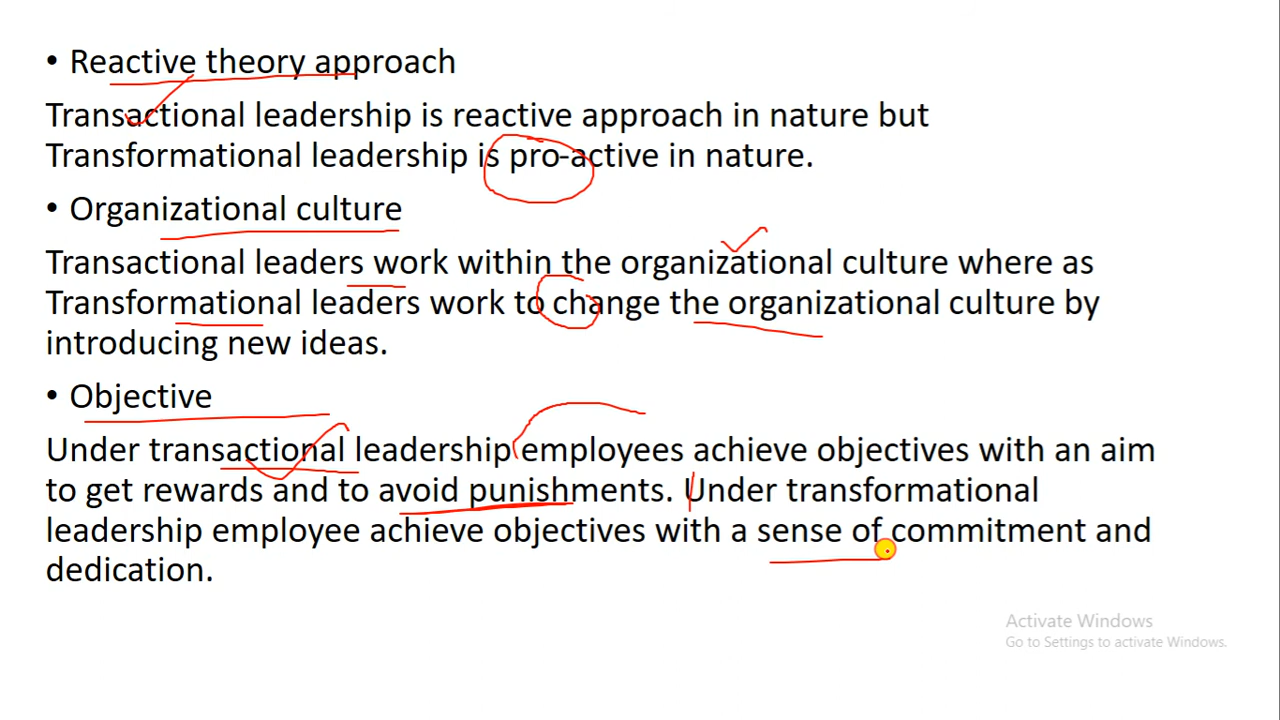 • Reactive theory approach
Transactional leadership is reactive approach in nature but
Transformational leadership is pro-active in nature.
• Organizational culture
Transactional leaders work within the organizational culture where as
Transformational leaders work to change the organizational culture by
introducing new ideas.
• Objective
Under transactional leadership employees achieve objectives with an aim
to get rewards and to avoid punishments. Under transformational
leadership employee achieve objectives with a sense of commitment and
dedication.
Activate Windows
Go to Settings to activate Windows.